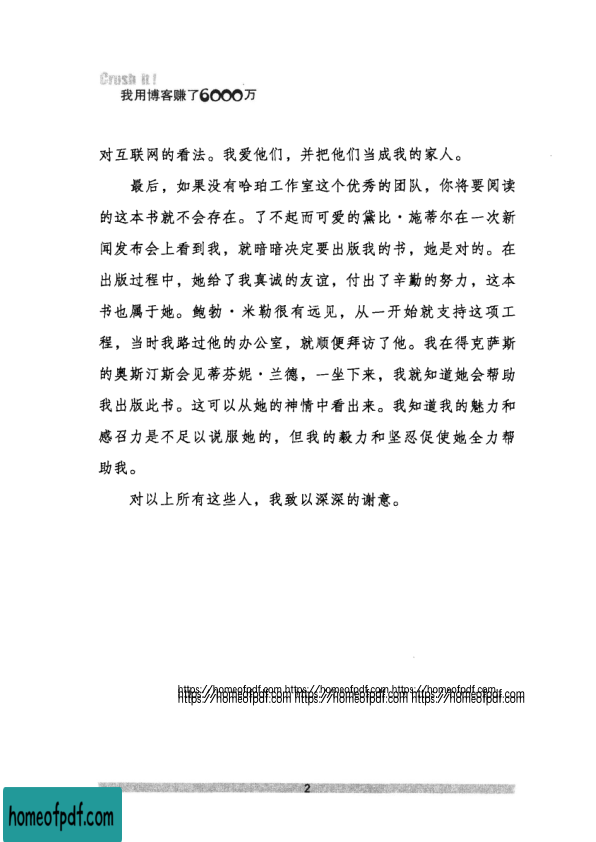 Crush It!
我用博客赚了6000万
对互联网的看法。我爱他们，并把他们当成我的家人。
最后，如果没有哈珀工作室这个优秀的团队，你将要阅读
的这本书就不会存在。了不起而可爱的黛比·施蒂尔在一次新
闻发布会上看到我，就暗暗决定要出版我的书，她是对的。在
出版过程中，她给了我真诚的友谊，付出了辛勤的努力，这本
书也属于她。鲍勃·米勒很有远见，从一开始就支持这项工
程，当时我路过他的办公室，就顺便拜访了他。我在得克萨斯
的奥斯汀斯会见蒂芬妮·兰德，一坐下来，我就知道她会帮助
我出版此书。这可以从她的神情中看出来。我知道我的魅力和
感召力是不足以说服她的，但我的毅力和坚忍促使她全力帮
助我。
对以上所有这些人，我致以深深的谢意。
https://homeofpdf.com https://homeofpdf.com https://homeofpdf.com
https://homeofpdf.com https://homeofpdf.com https://homeofpdf.com
2
homeofpdf.com